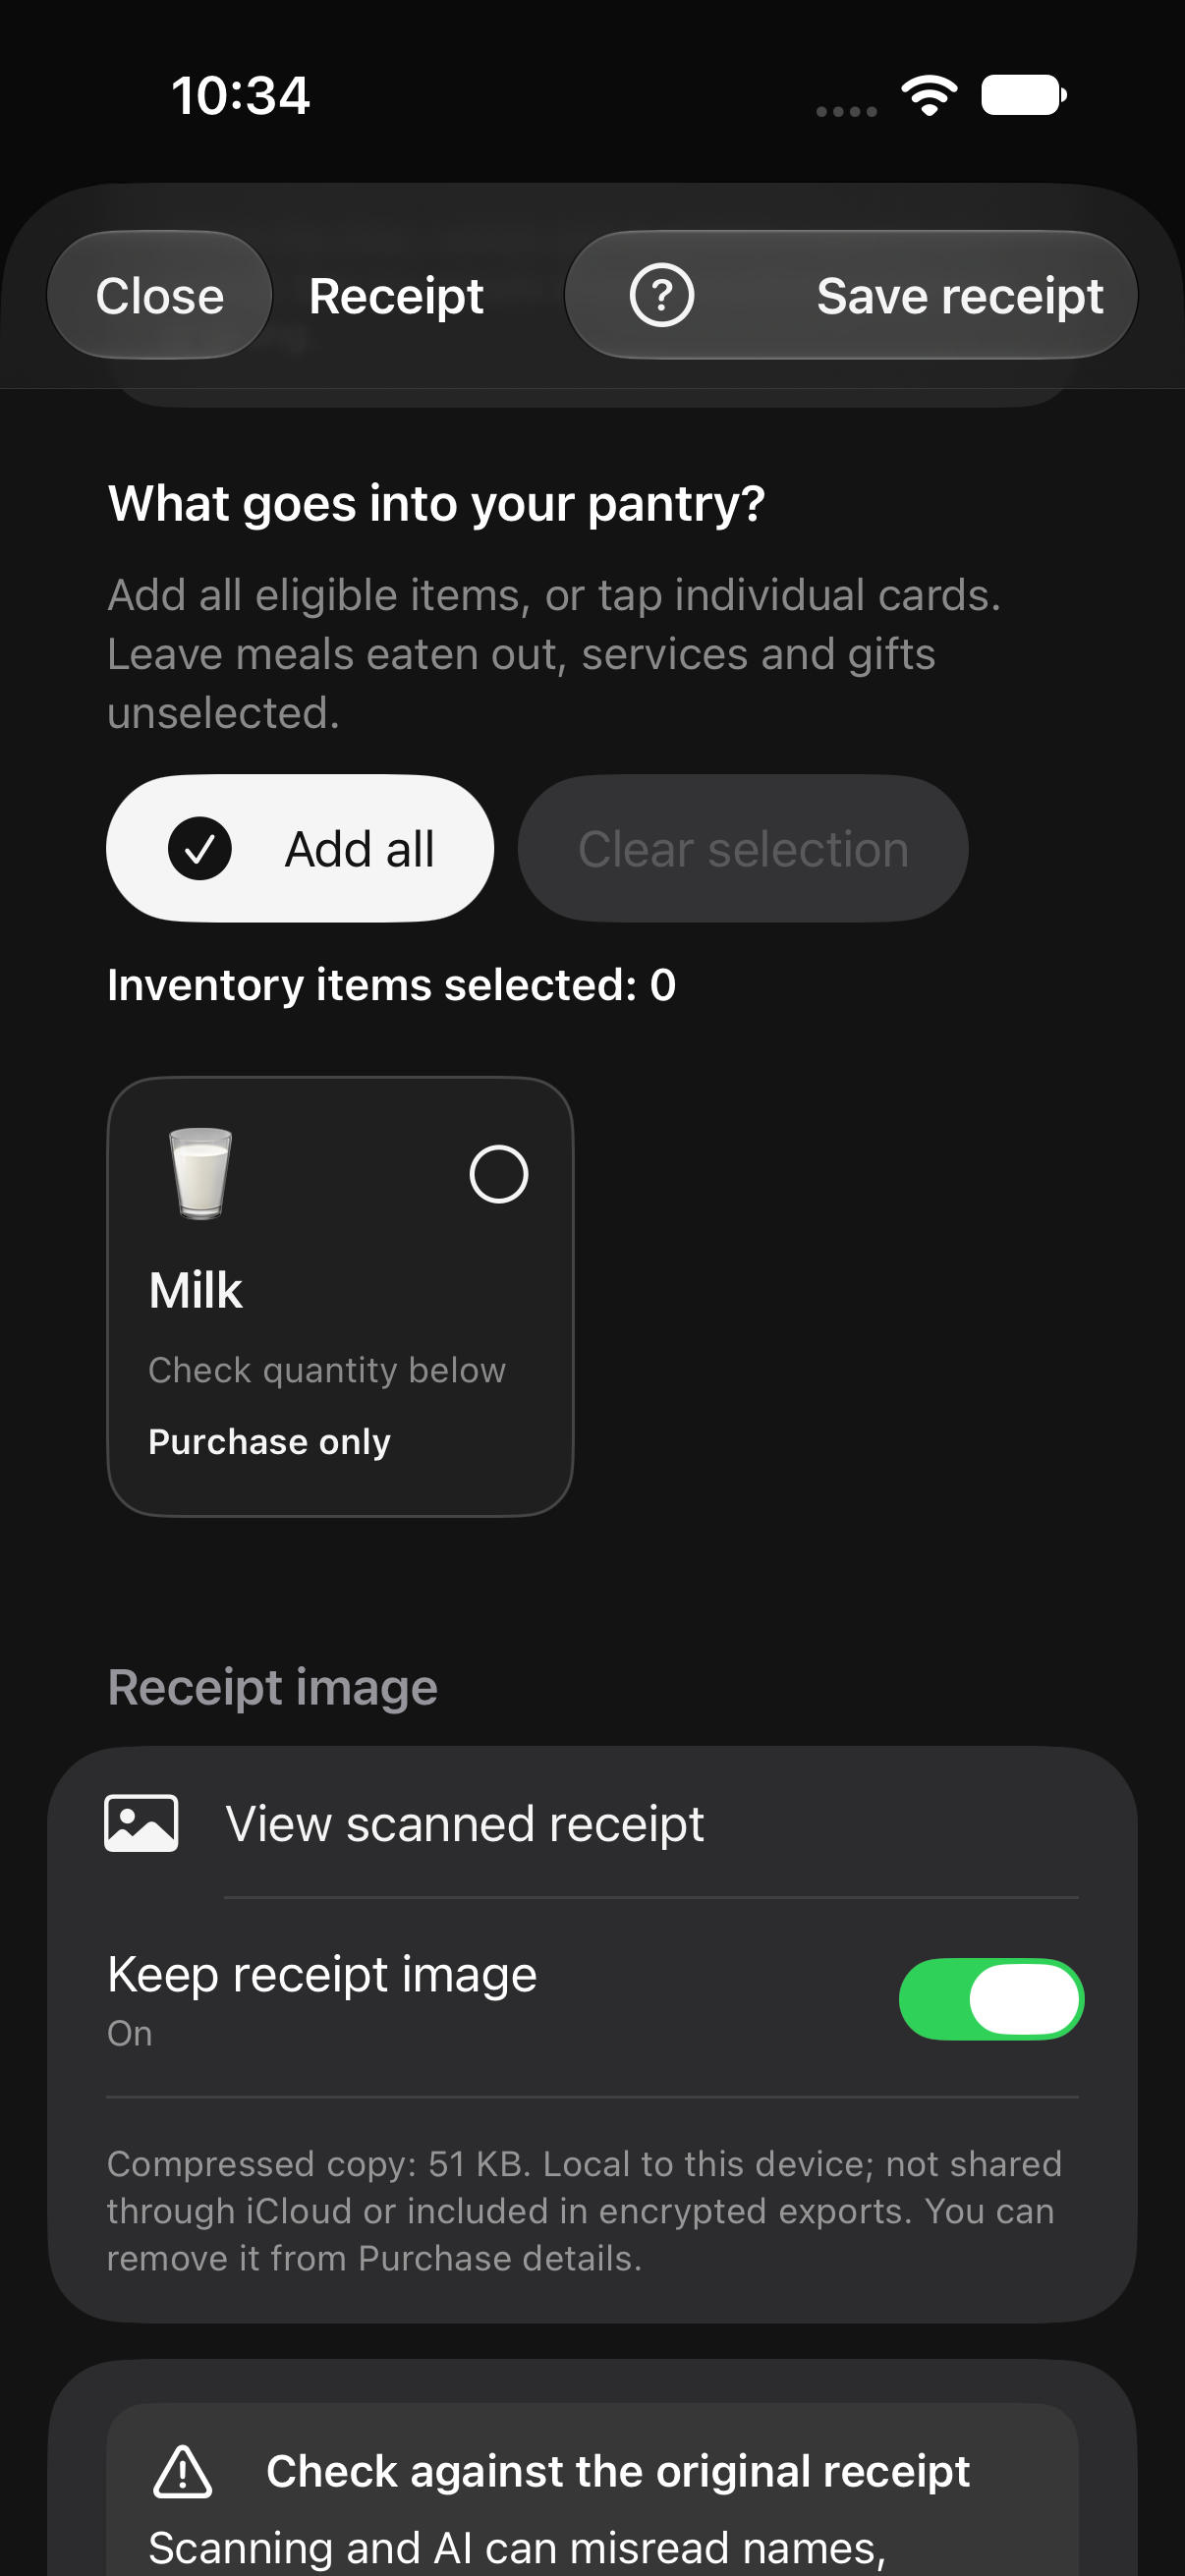 10:34
Close
Receipt
Save receipt
What goes into your pantry?
Add all eligible items, or tap individual cards.
Leave meals eaten out, services and gifts
unselected.
Add all
Clear selection
Inventory items selected: 0
Milk
Check quantity below
Purchase only
Receipt image
View scanned receipt
Keep receipt image
On
Compressed copy: 51 KB. Local to this device; not shared
through iCloud or included in encrypted exports. You can
remove it from Purchase details.
Check against the original receipt
Scanning and AI can misread names,